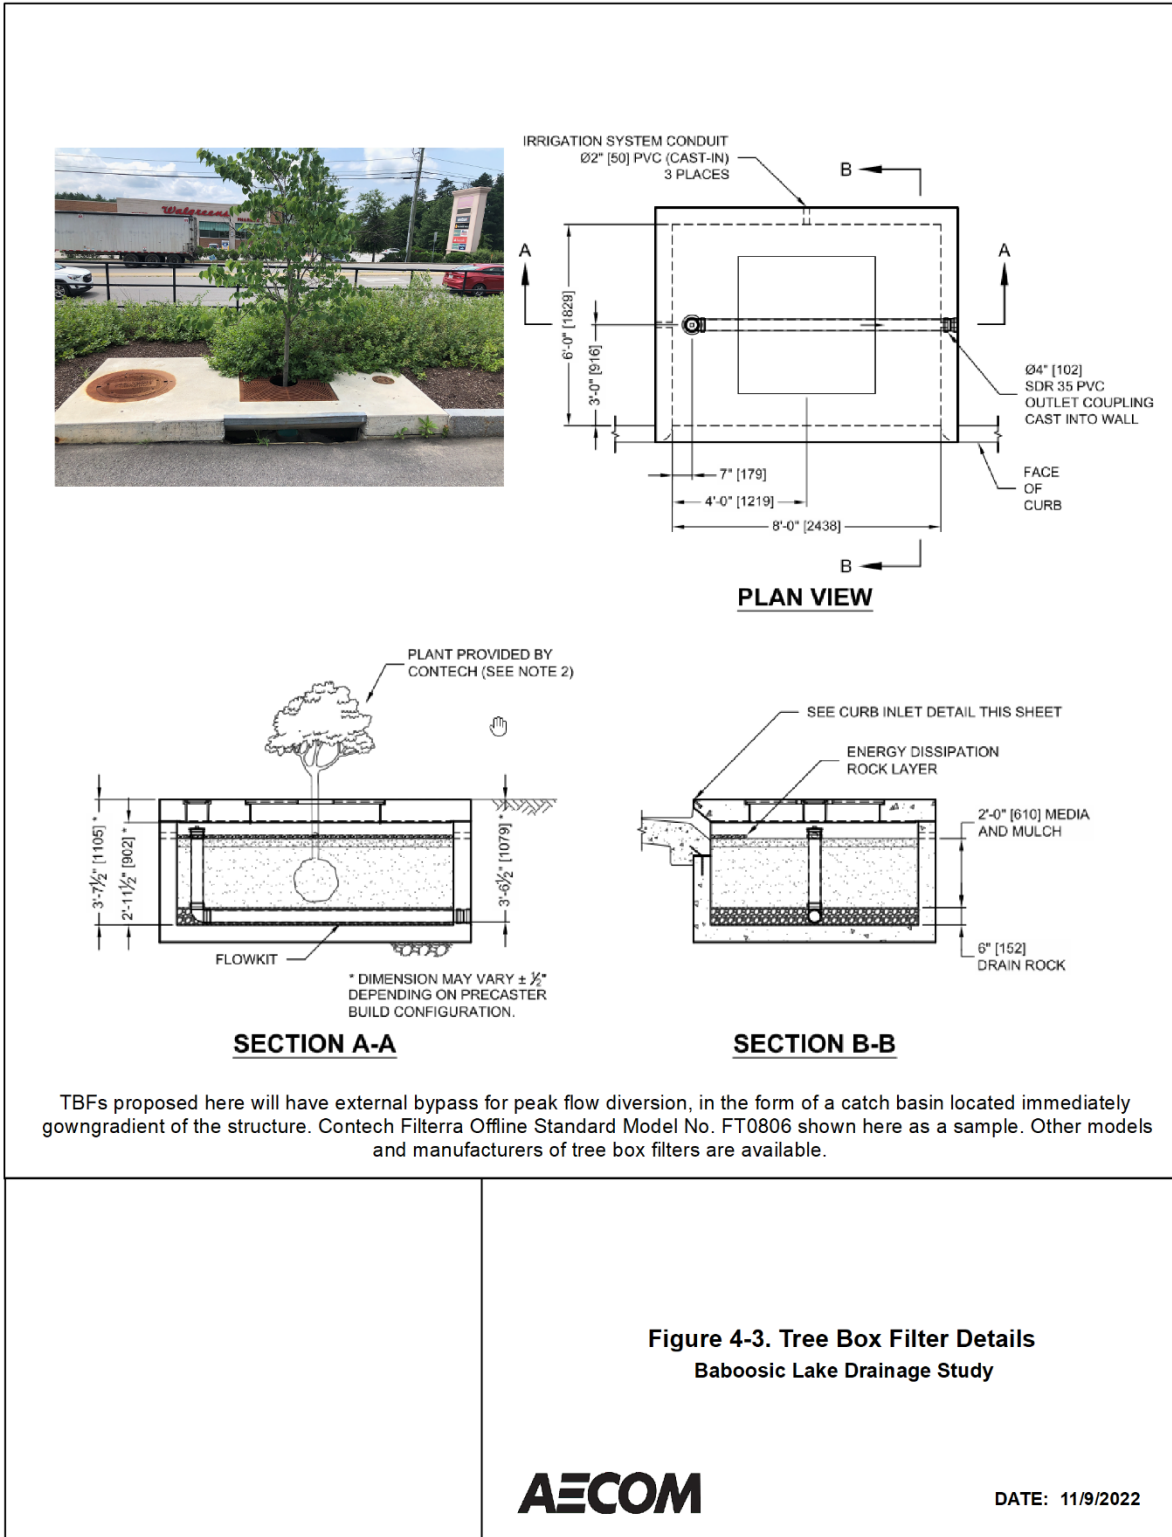 Walgreens
IRRIGATION SYSTEM CONDUIT
Ø2" [50] PVC (CAST-IN)
3 PLACES
B
A
A
6'-0" [1829]
3'-0" [916]
Ø4" [102]
SDR 35 PVC
OUTLET COUPLING
CAST INTO WALL
7" [179]
4'-0" [1219]
8'-0" [2438]
FACE
OF
CURB
B
PLAN VIEW
PLANT PROVIDED BY
CONTECH (SEE NOTE 2)
3'-7½" [1105] *
2'-11½" [902] *
3'-6½" [1079] *
FLOWKIT
* DIMENSION MAY VARY ± ½"
DEPENDING ON PRECASTER
BUILD CONFIGURATION.
SECTION A-A
SEE CURB INLET DETAIL THIS SHEET
ENERGY DISSIPATION
ROCK LAYER
2'-0" [610] MEDIA
AND MULCH
6" [152]
DRAIN ROCK
SECTION B-B
TBFs proposed here will have external bypass for peak flow diversion, in the form of a catch basin located immediately
gowngradient of the structure. Contech Filterra Offline Standard Model No. FT0806 shown here as a sample. Other models
and manufacturers of tree box filters are available.
Figure 4-3. Tree Box Filter Details
Baboosic Lake Drainage Study
AECOM
DATE: 11/9/2022